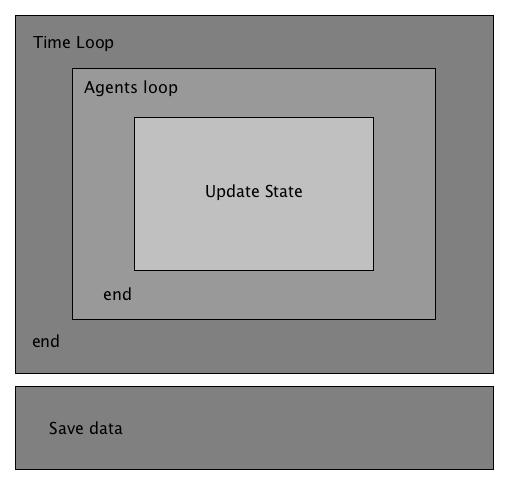 Time Loop
Agents loop
Update State
end
end
Save data